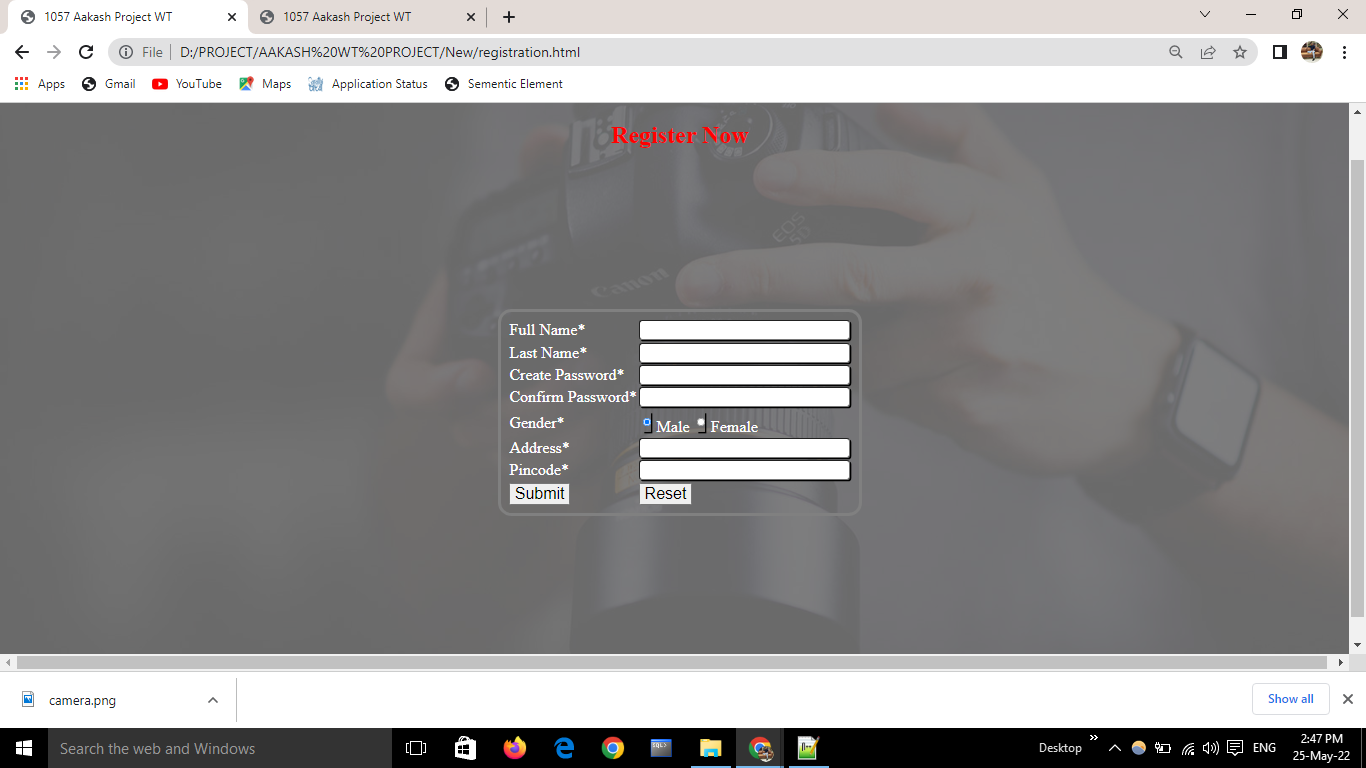 1057 Aakash Project WT
1057 Aakash Project WT
File
D:/PROJECT/AAKASH%20WT%20PROJECT/New/registration.html
Apps
Gmail
YouTube
Maps
Application Status
Sementic Element
Register Now
EOS
5D
Canon
Full Name*
Last Name*
Create Password*
Confirm Password*
Gender*
Male
Female
Address*
Pincode*
Submit
Reset
camera.png
Show all
Search the web and Windows
Desktop
ENG
2:47 PM
25-May-22